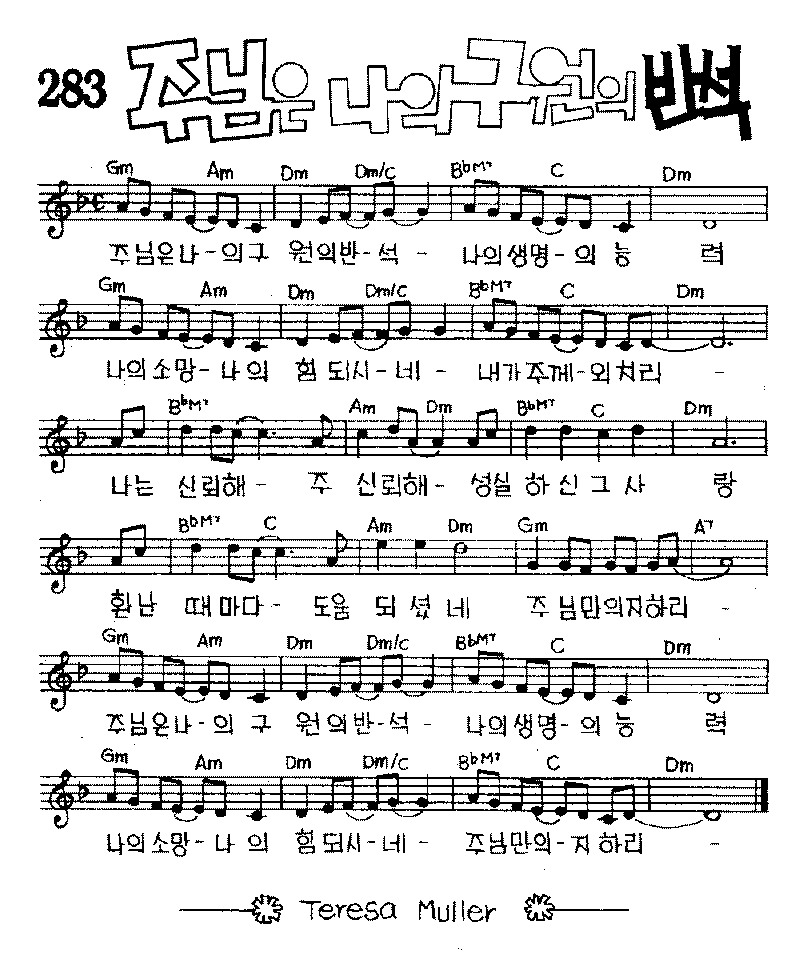 283 주님은 나의 구원의 반석
Gm Am Dm Dm/C B♭M7 C Dm
주님은나-의구 원의반-석 - 나의생명-의 능 력
Gm Am Dm Dm/C B♭M7 C Dm
나의소망-나의 힘되시-네- 내가주께-외치리 -
B♭M7 Am Dm B♭M7 C Dm
나는 신뢰해- 주 신뢰해- 성실 하신그사 랑
B♭M7 C Am Dm Gm A7
환난 때마다- 도움 되셨네 주님만의지하리 -
Gm Am Dm Dm/C B♭M7 C Dm
주님은나-의 구 원의반-석- 나의생명-의 능 력
Gm Am Dm Dm/C B♭M7 C Dm
나의소망-나 의 힘되시-네- 주님만의-지하리 -
Teresa Muller